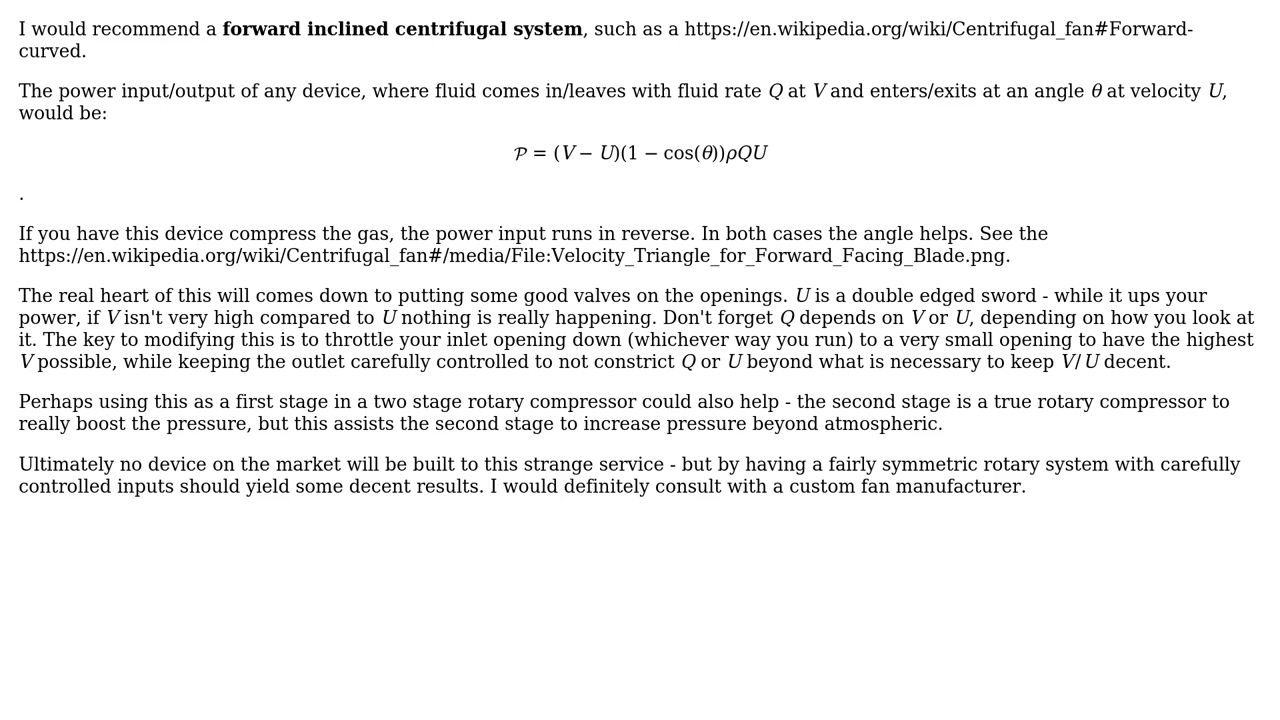 I would recommend a forward inclined centrifugal system, such as a https://en.wikipedia.org/wiki/Centrifugal_fan#Forward-
curved.
The power input/output of any device, where fluid comes in/leaves with fluid rate Q at V and enters/exits at an angle θ at velocity U,
would be:
𝒫 = (V − U)(1 − cos(θ))ρQU
.
If you have this device compress the gas, the power input runs in reverse. In both cases the angle helps. See the
https://en.wikipedia.org/wiki/Centrifugal_fan#/media/File:Velocity_Triangle_for_Forward_Facing_Blade.png.
The real heart of this will comes down to putting some good valves on the openings. U is a double edged sword - while it ups your
power, if V isn't very high compared to U nothing is really happening. Don't forget Q depends on V or U, depending on how you look at
it. The key to modifying this is to throttle your inlet opening down (whichever way you run) to a very small opening to have the highest
V possible, while keeping the outlet carefully controlled to not constrict Q or U beyond what is necessary to keep V/U decent.
Perhaps using this as a first stage in a two stage rotary compressor could also help - the second stage is a true rotary compressor to
really boost the pressure, but this assists the second stage to increase pressure beyond atmospheric.
Ultimately no device on the market will be built to this strange service - but by having a fairly symmetric rotary system with carefully
controlled inputs should yield some decent results. I would definitely consult with a custom fan manufacturer.